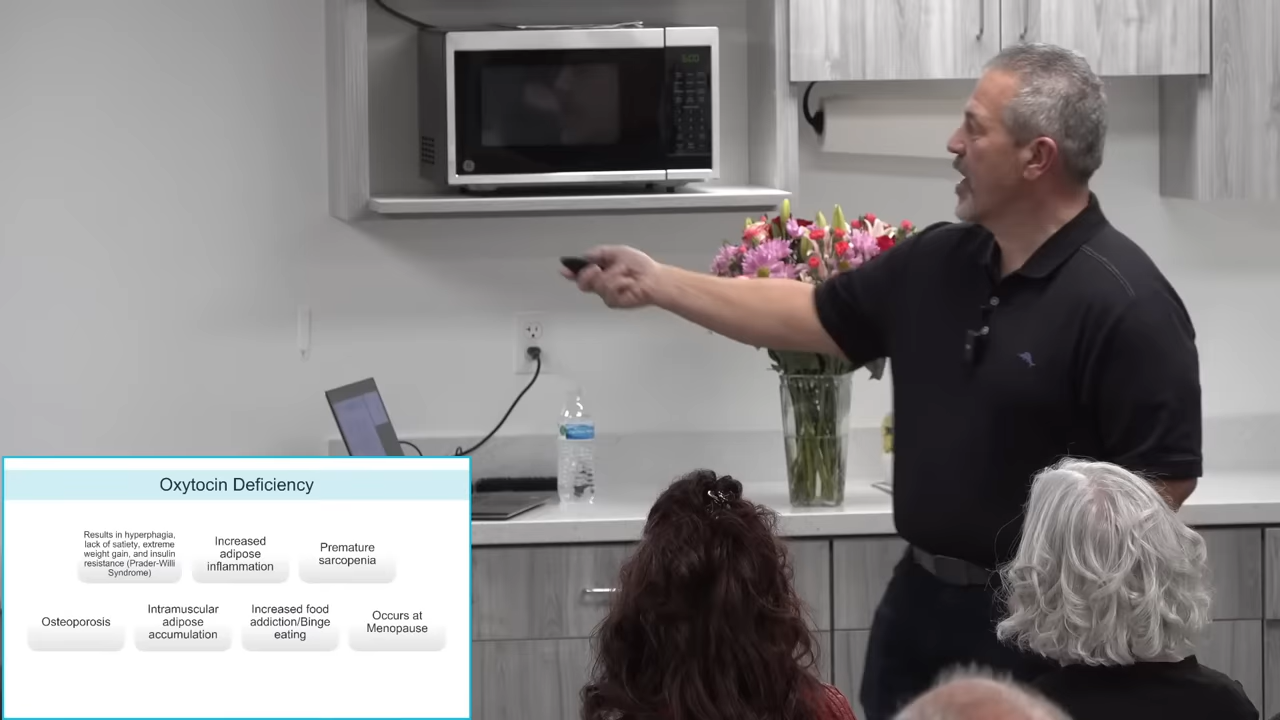 Oxytocin Deficiency
Results in hyperphagia,
lack of satiety, extreme
weight gain, and insulin
resistance (Prader-Willi
Syndrome)
Increased
adipose
inflammation
Premature
sarcopenia
Osteoporosis
Intramuscular
adipose
accumulation
Increased food
addiction/Binge
eating
Occurs at
Menopause